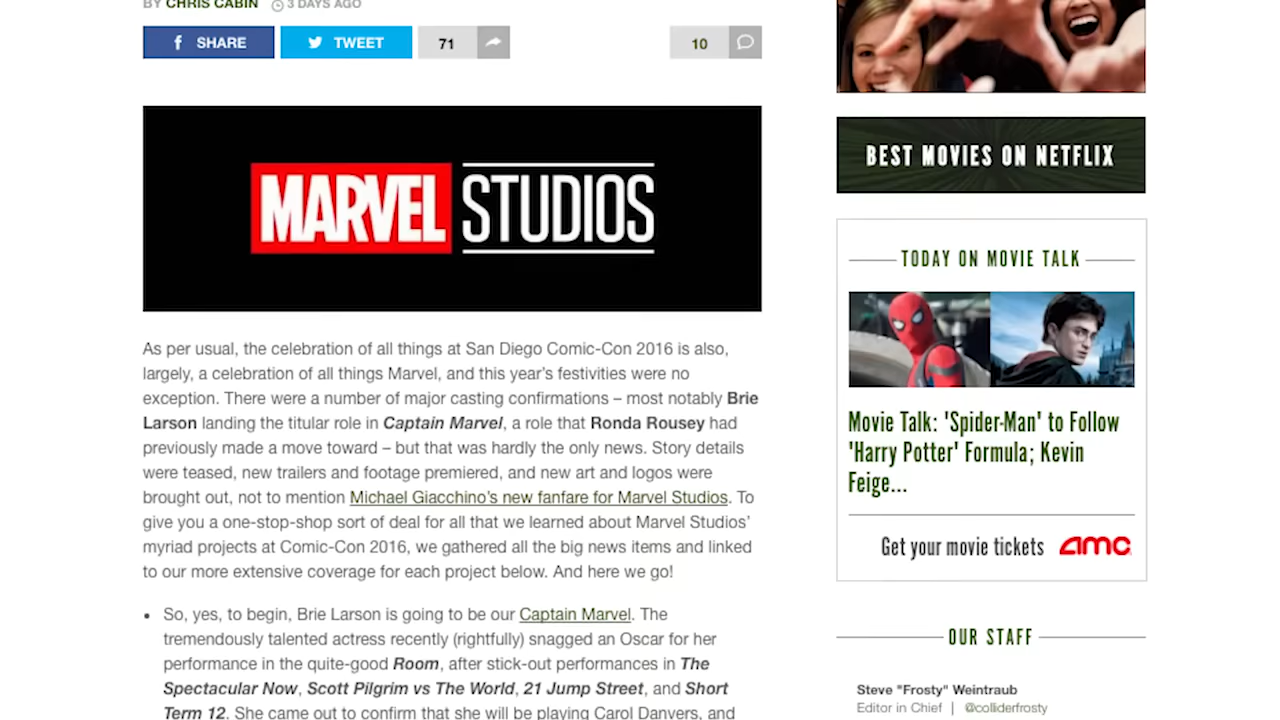 BY CHRIS CABIN 3 DAYS AGO
SHARE
TWEET
71
10
MARVEL STUDIOS
As per usual, the celebration of all things at San Diego Comic-Con 2016 is also,
largely, a celebration of all things Marvel, and this year's festivities were no
exception. There were a number of major casting confirmations – most notably Brie
Larson landing the titular role in Captain Marvel, a role that Ronda Rousey had
previously made a move toward – but that was hardly the only news. Story details
were teased, new trailers and footage premiered, and new art and logos were
brought out, not to mention Michael Giacchino's new fanfare for Marvel Studios. To
give you a one-stop-shop sort of deal for all that we learned about Marvel Studios'
myriad projects at Comic-Con 2016, we gathered all the big news items and linked
to our more extensive coverage for each project below. And here we go!
• So, yes, to begin, Brie Larson is going to be our Captain Marvel. The
tremendously talented actress recently (rightfully) snagged an Oscar for her
performance in the quite-good Room, after stick-out performances in The
Spectacular Now, Scott Pilgrim vs The World, 21 Jump Street, and Short
Term 12. She came out to confirm that she will be playing Carol Danvers, and
BEST MOVIES ON NETFLIX
TODAY ON MOVIE TALK
Movie Talk: 'Spider-Man' to Follow
'Harry Potter' Formula; Kevin
Feige...
Get your movie tickets amc
OUR STAFF
Steve "Frosty" Weintraub
Editor in Chief | @colliderfrosty